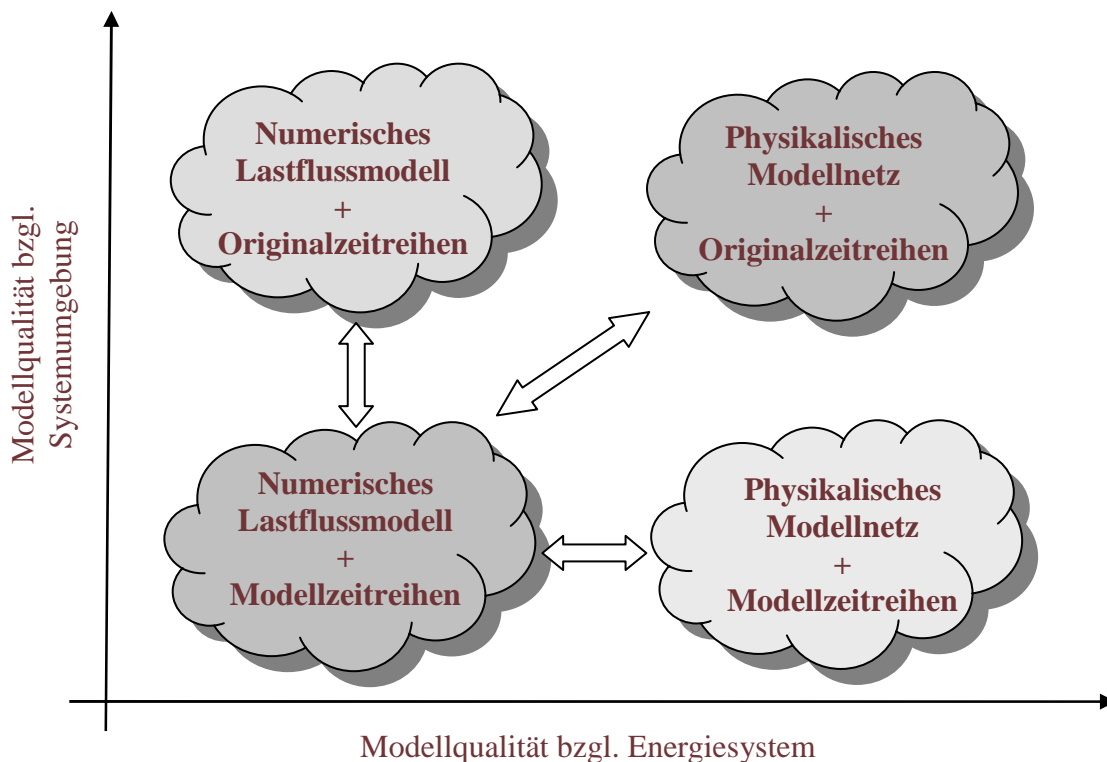 Modellqualität bzgl.
Systemumgebung
Numerisches
Lastflussmodell
+
Originalzeitreihen
Physikalisches
Modellnetz
+
Originalzeitreihen
Numerisches
Lastflussmodell
+
Modellzeitreihen
Physikalisches
Modellnetz
+
Modellzeitreihen
Modellqualität bzgl. Energiesystem